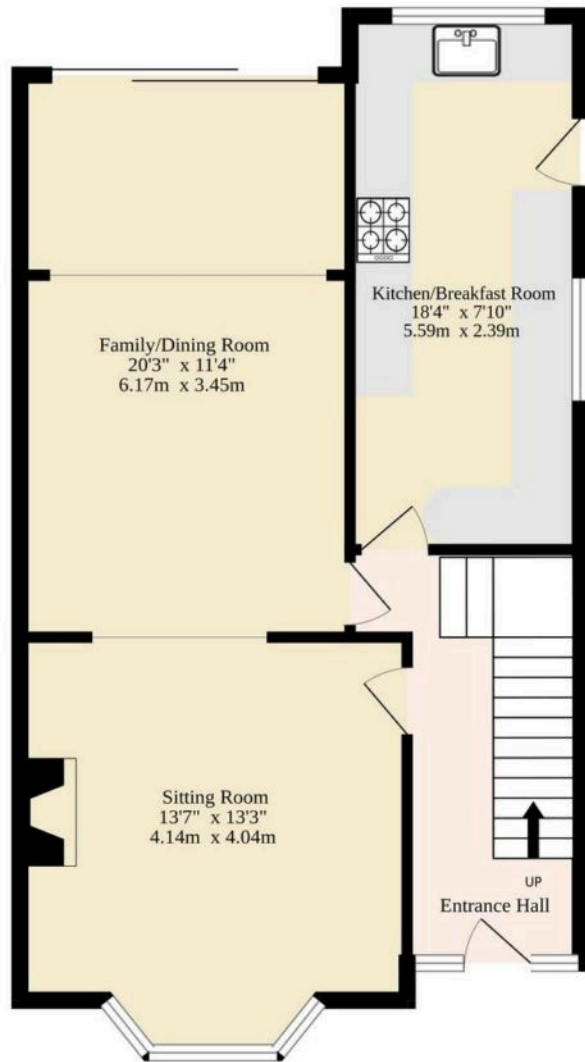 Kitchen/Breakfast Room
18'4" x 7'10"
5.59m x 2.39m
Family/Dining Room
20'3" x 11'4"
6.17m x 3.45m
Sitting Room
13'7" x 13'3"
4.14m x 4.04m
UP
Entrance Hall